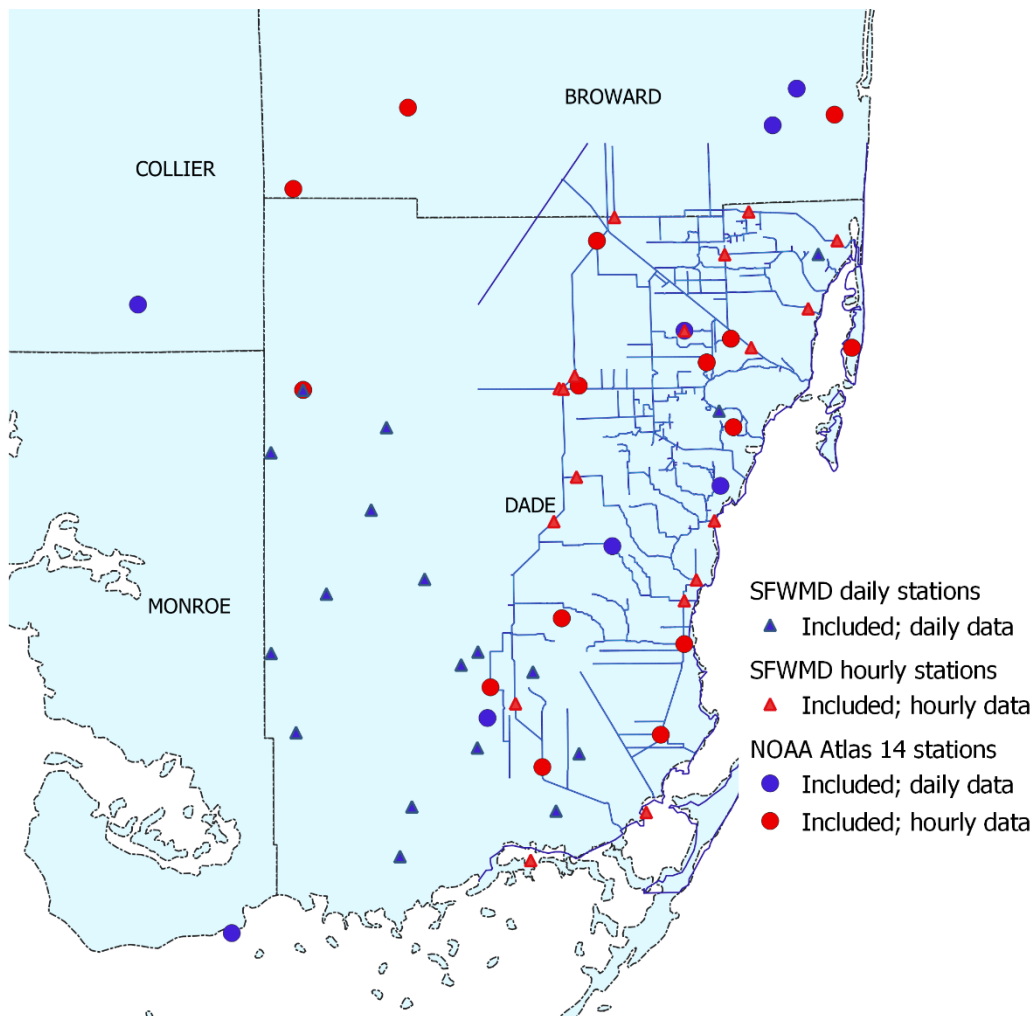 BROWARD
COLLIER
DADE
MONROE
SFWMD daily stations
Included; daily data
SFWMD hourly stations
Included; hourly data
NOAA Atlas 14 stations
Included; daily data
Included; hourly data